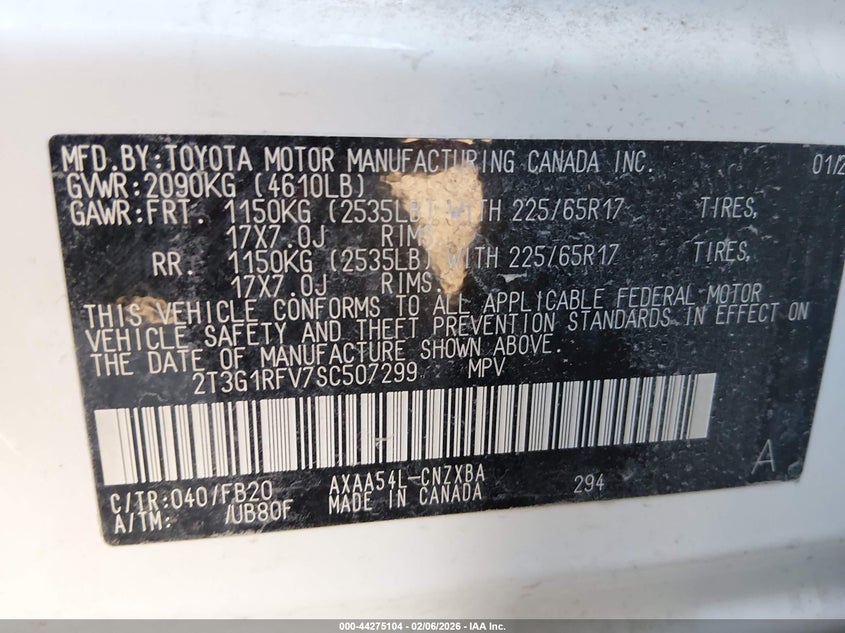 MFD.BY:TOYOTA MOTOR MANUFACTURING CANADA INC. 01/2
GVWR:2090KG (4610LB)
GAWR:FRT. 1150KG (2535LB) WITH 225/65R17 TIRES,
17X7.0J RIMS,
RR. 1150KG (2535LB) WITH 225/65R17 TIRES,
17X7.0J RIMS.
THIS VEHICLE CONFORMS TO ALL APPLICABLE FEDERAL MOTOR
VEHICLE SAFETY AND THEFT PREVENTION STANDARDS IN EFFECT ON
THE DATE OF MANUFACTURE SHOWN ABOVE.
2T3G1RFV7SC507299 MPV
C/TR:040/FB20 AXAA54L-CNZXBA 294 A
A/TM: /UB80F MADE IN CANADA
000-44275104 | 02/06/2026 – IAA Inc.